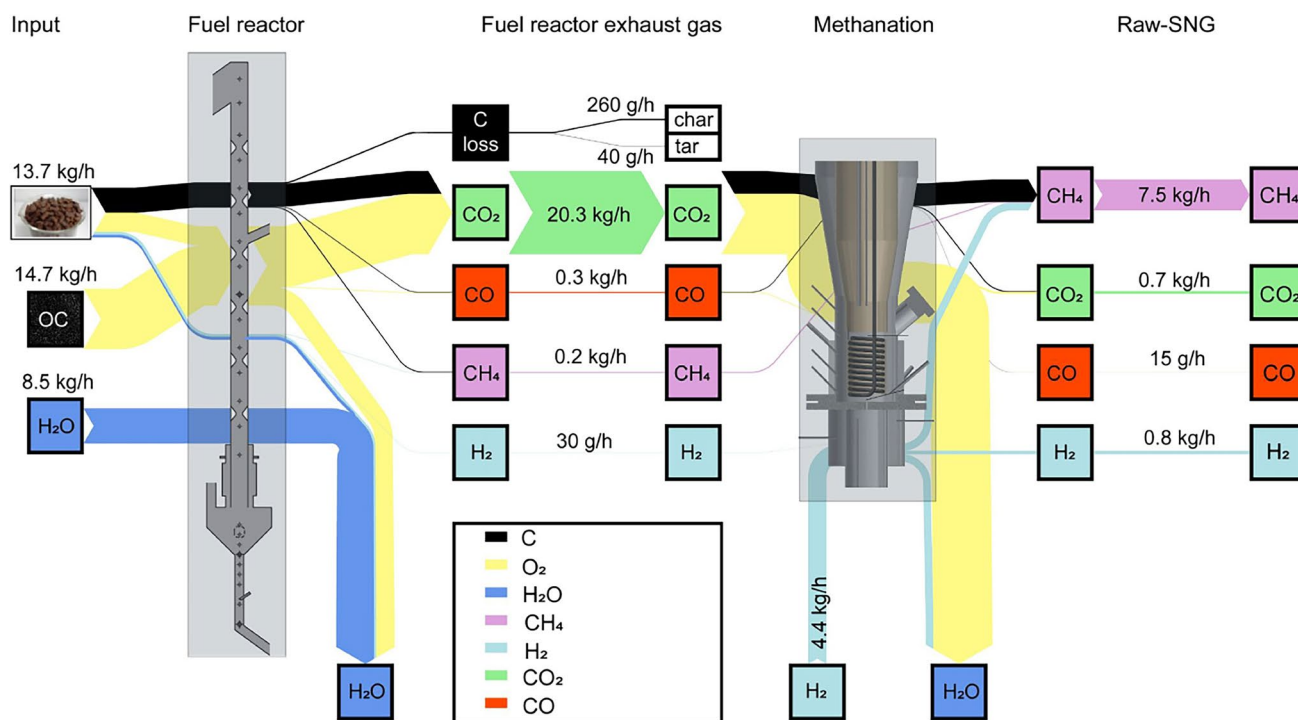 Input
Fuel reactor
Fuel reactor exhaust gas
Methanation
Raw-SNG
13.7 kg/h
14.7 kg/h
OC
8.5 kg/h
H₂O
H₂O
C
loss
260 g/h
40 g/h
char
tar
CO₂
20.3 kg/h
CO₂
CO
0.3 kg/h
CO
CH₄
0.2 kg/h
CH₄
H₂
30 g/h
H₂
C
O₂
H₂O
CH₄
H₂
CO₂
CO
4.4 kg/h
H₂
H₂O
CH₄
7.5 kg/h
CH₄
CO₂
0.7 kg/h
CO₂
CO
15 g/h
CO
H₂
0.8 kg/h
H₂